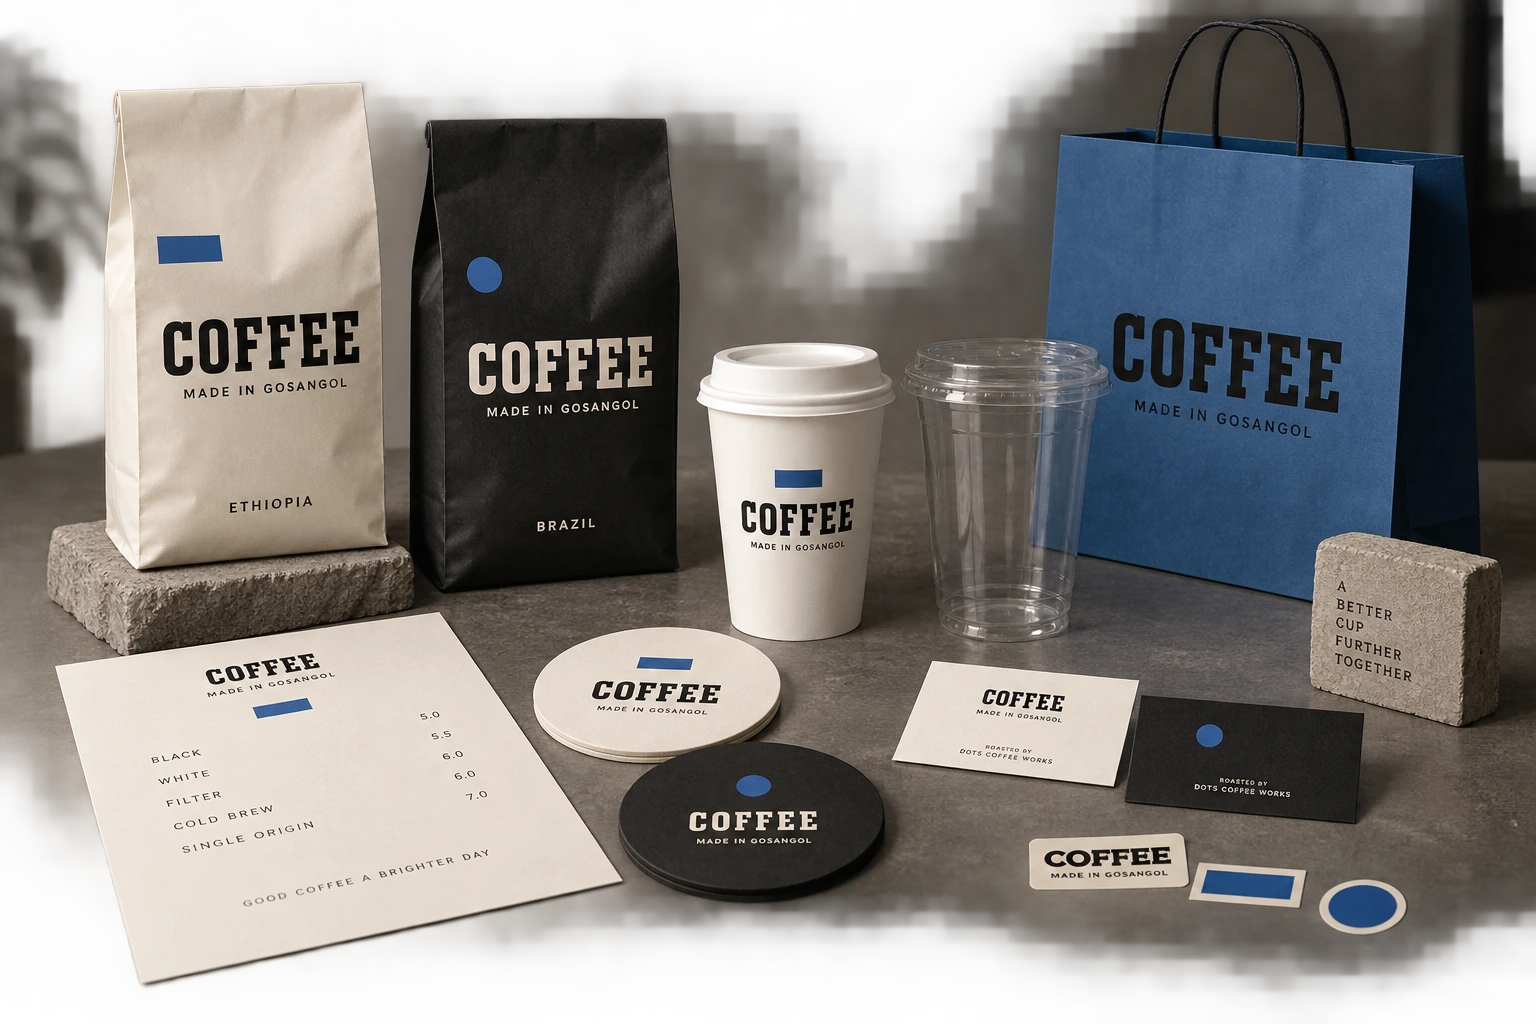 COFFEE
MADE IN GOSANGOL
ETHIOPIA
COFFEE
MADE IN GOSANGOL
BRAZIL
COFFEE
MADE IN GOSANGOL
COFFEE
MADE IN GOSANGOL
A
BETTER
CUP
FURTHER
TOGETHER
COFFEE
MADE IN GOSANGOL
BLACK 5.0
WHITE 5.5
FILTER 6.0
COLD BREW 6.0
SINGLE ORIGIN 7.0
GOOD COFFEE A BRIGHTER DAY
COFFEE
MADE IN GOSANGOL
COFFEE
MADE IN GOSANGOL
COFFEE
MADE IN GOSANGOL
ROASTED BY
DOTS COFFEE WORKS
ROASTED BY
DOTS COFFEE WORKS
COFFEE
MADE IN GOSANGOL